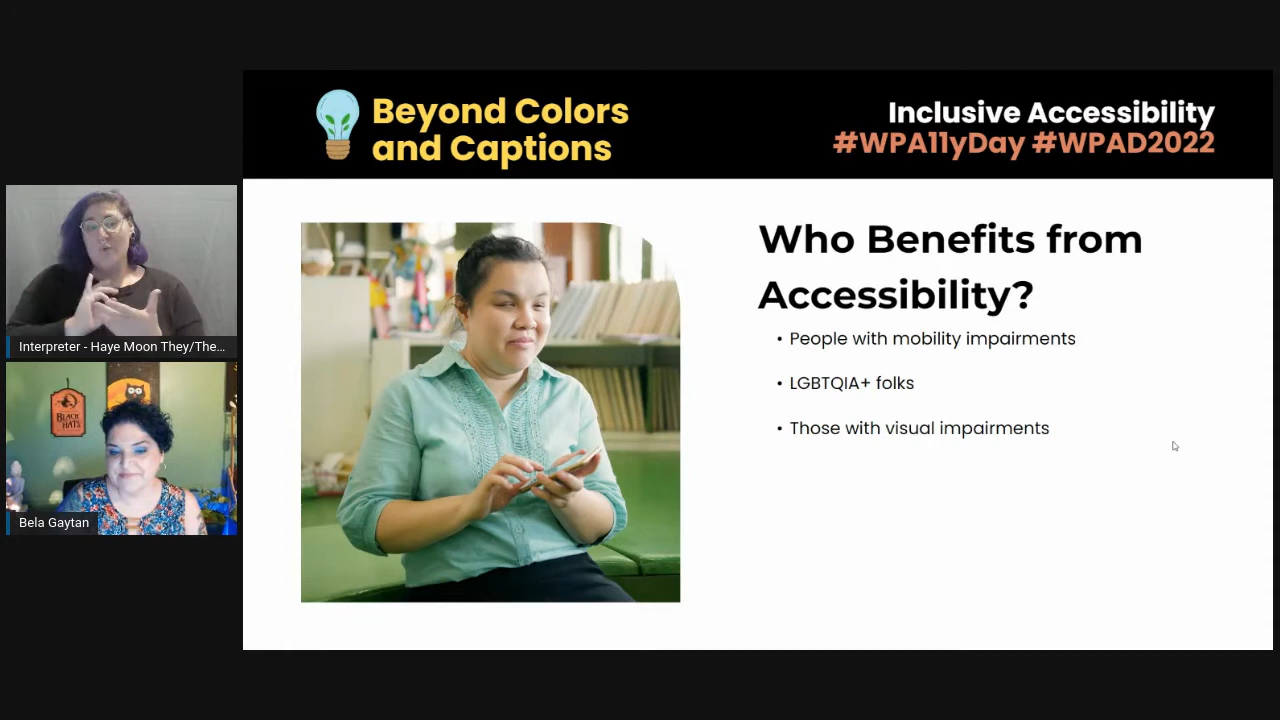 Beyond Colors
and Captions
Inclusive Accessibility
#WPA11yDay #WPAD2022
Who Benefits from
Accessibility?
• People with mobility impairments
• LGBTQIA+ folks
• Those with visual impairments
Interpreter - Haye Moon They/The...
BLACK
HATS
Bela Gaytan